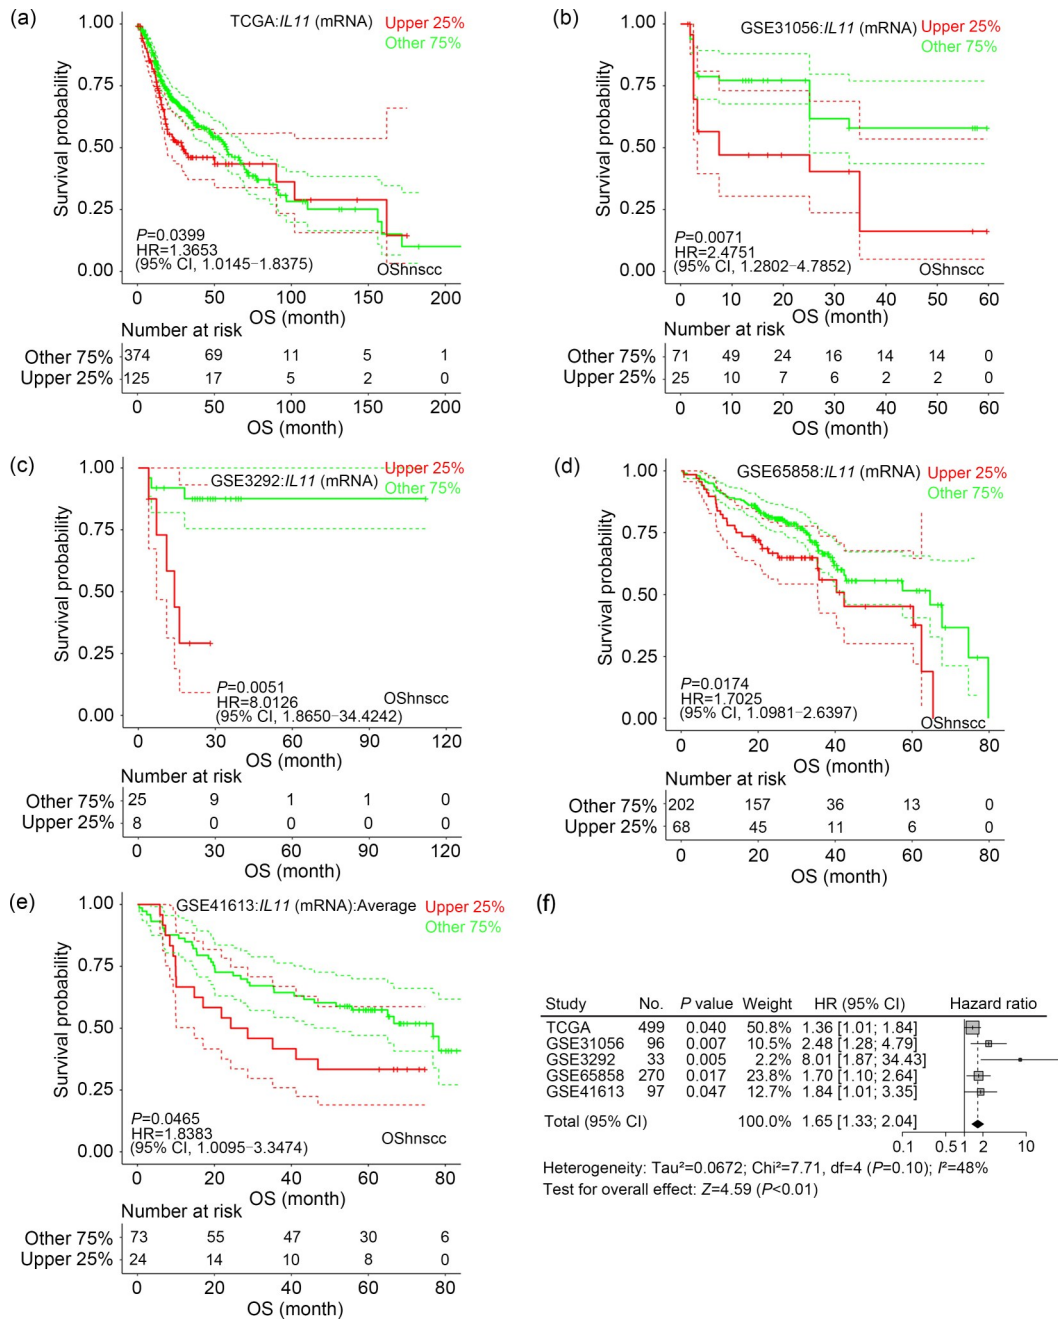 (a)
TCGA:IL11 (mRNA)
Upper 25%
Other 75%
Survival probability
1.00
0.75
0.50
0.25
0.00
P=0.0399
HR=1.3653
(95% CI, 1.0145–1.8375)
OShnscc
0 50 100 150 200
OS (month)
Number at risk
Other 75% 374 69 11 5 1
Upper 25% 125 17 5 2 0
0 50 100 150 200
OS (month)
(b)
GSE31056:IL11 (mRNA)
Upper 25%
Other 75%
Survival probability
1.00
0.75
0.50
0.25
0.00
P=0.0071
HR=2.4751
(95% CI, 1.2802–4.7852)
OShnscc
0 10 20 30 40 50 60
OS (month)
Number at risk
Other 75% 71 49 24 16 14 14 0
Upper 25% 25 10 7 6 2 2 0
0 10 20 30 40 50 60
OS (month)
(c)
GSE3292:IL11 (mRNA)
Upper 25%
Other 75%
Survival probability
1.00
0.75
0.50
0.25
0.00
P=0.0051
HR=8.0126
(95% CI, 1.8650–34.4242)
OShnscc
0 30 60 90 120
OS (month)
Number at risk
Other 75% 25 9 1 1 0
Upper 25% 8 0 0 0 0
0 30 60 90 120
OS (month)
(d)
GSE65858:IL11 (mRNA)
Upper 25%
Other 75%
Survival probability
1.00
0.75
0.50
0.25
0.00
P=0.0174
HR=1.7025
(95% CI, 1.0981–2.6397)
OShnscc
0 20 40 60 80
OS (month)
Number at risk
Other 75% 202 157 36 13 0
Upper 25% 68 45 11 6 0
0 20 40 60 80
OS (month)
(e)
GSE41613:IL11 (mRNA):Average
Upper 25%
Other 75%
Survival probability
1.00
0.75
0.50
0.25
0.00
P=0.0465
HR=1.8383
(95% CI, 1.0095–3.3474)
OShnscc
0 20 40 60 80
OS (month)
Number at risk
Other 75% 73 55 47 30 6
Upper 25% 24 14 10 8 0
0 20 40 60 80
OS (month)
(f)
Study No. P value Weight HR (95% CI) Hazard ratio
TCGA 499 0.040 50.8% 1.36 [1.01; 1.84]
GSE31056 96 0.007 10.5% 2.48 [1.28; 4.79]
GSE3292 33 0.005 2.2% 8.01 [1.87; 34.43]
GSE65858 270 0.017 23.8% 1.70 [1.10; 2.64]
GSE41613 97 0.047 12.7% 1.84 [1.01; 3.35]
Total (95% CI) 100.0% 1.65 [1.33; 2.04]
0.1 0.5 1 2 10
Heterogeneity: Tau²=0.0672; Chi²=7.71, df=4 (P=0.10); I²=48%
Test for overall effect: Z=4.59 (P<0.01)